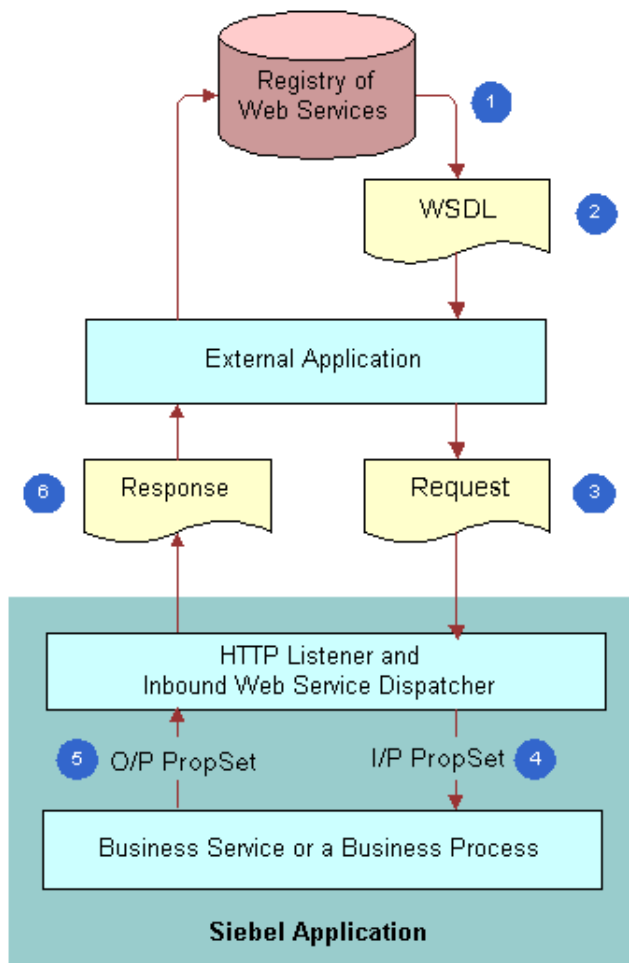 Registry of
Web Services
1
WSDL
2
External Application
6
Response
Request
3
HTTP Listener and
Inbound Web Service Dispatcher
5
O/P PropSet
I/P PropSet
4
Business Service or a Business Process
Siebel Application